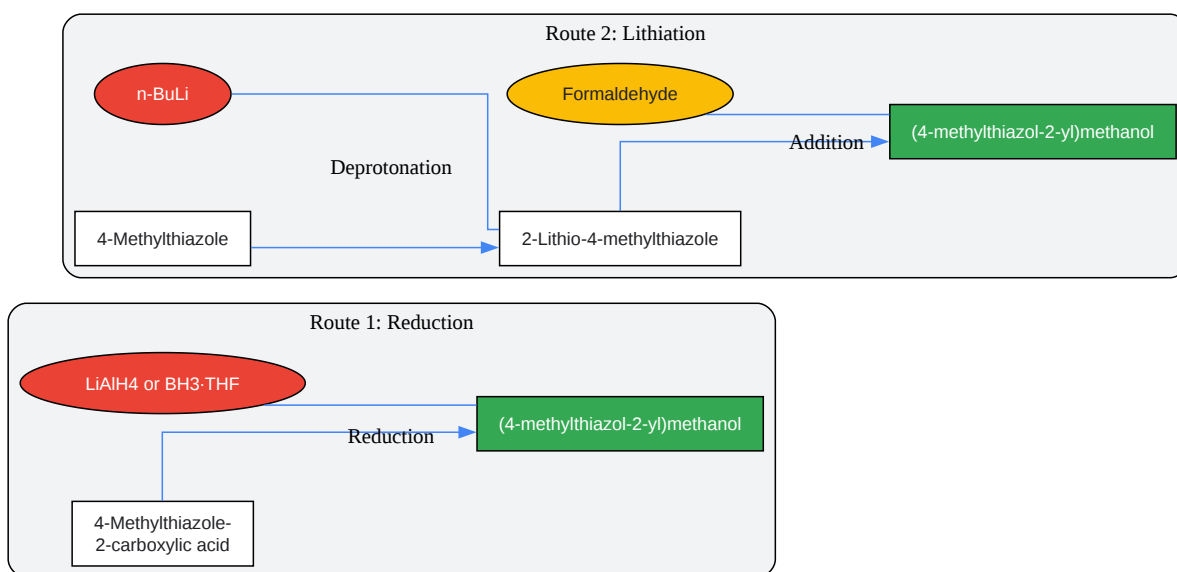 Route 2: Lithiation
n-BuLi
Formaldehyde
(4-methylthiazol-2-yl)methanol
Addition
Deprotonation
4-Methylthiazole
2-Lithio-4-methylthiazole
Route 1: Reduction
LiAlH4 or BH3·THF
(4-methylthiazol-2-yl)methanol
Reduction
4-Methylthiazole-
2-carboxylic acid